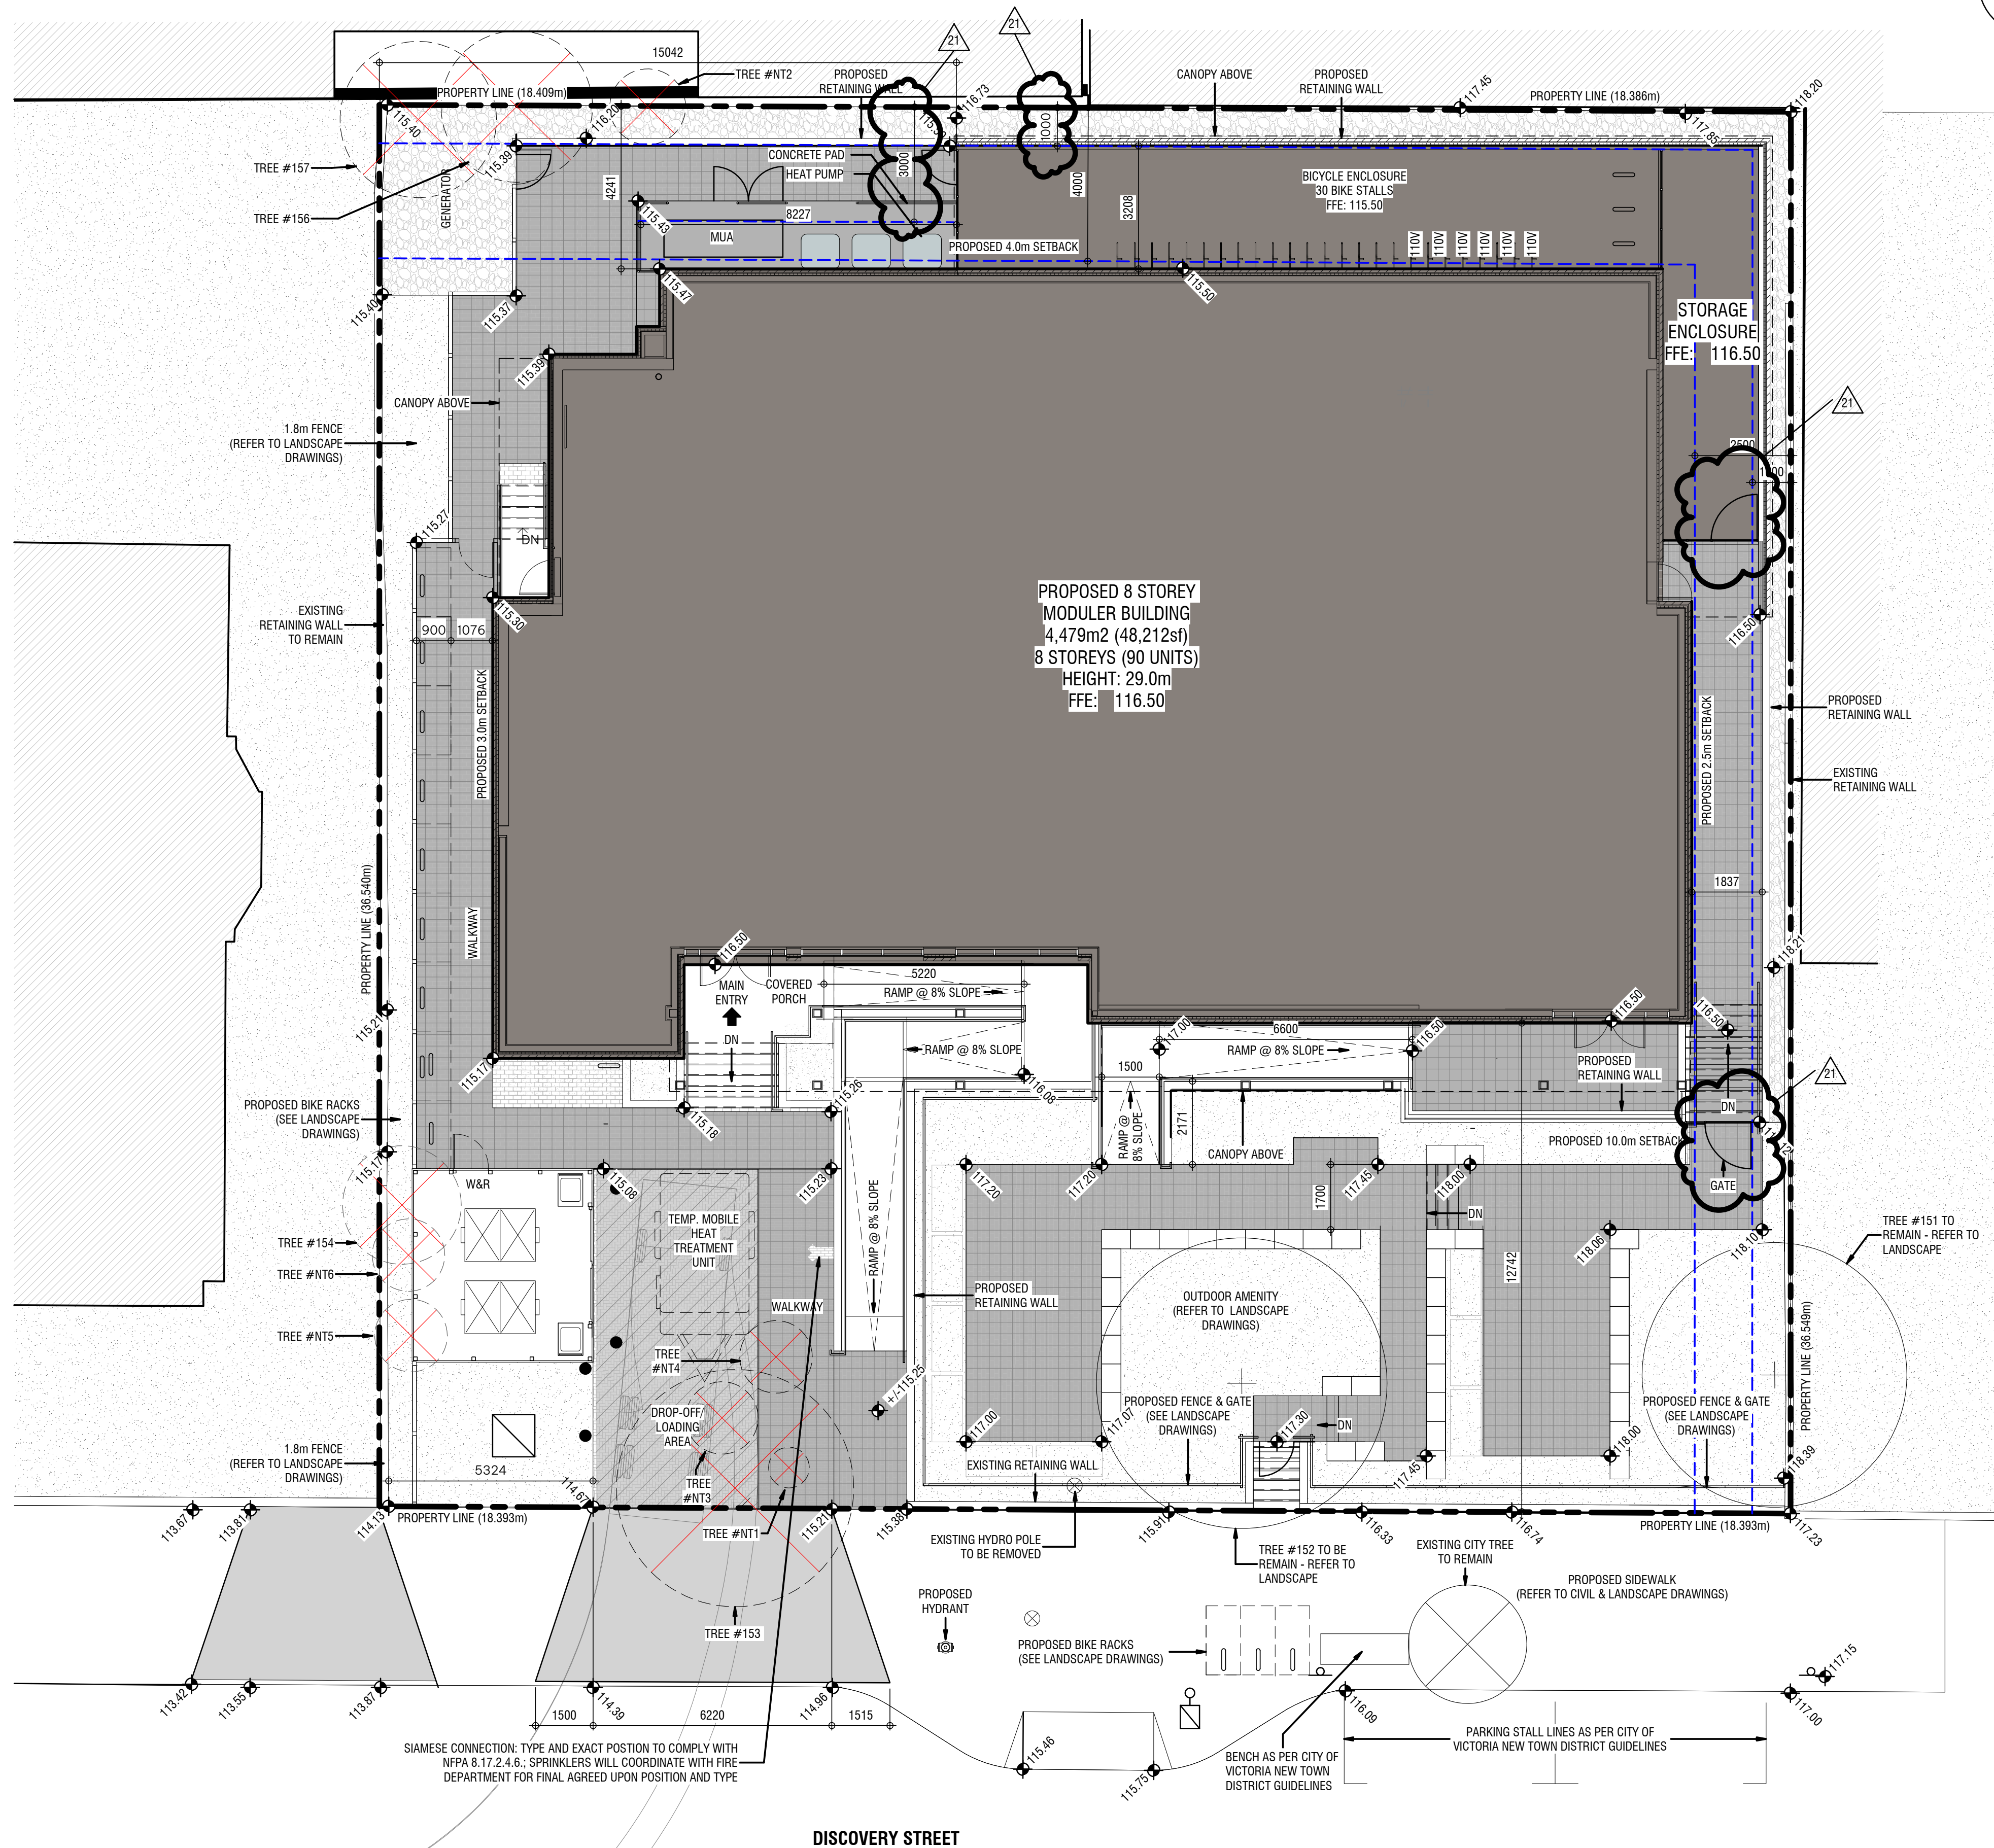 21
21
15042
TREE #NT2
PROPOSED
RETAINING WALL
CANOPY ABOVE
PROPOSED
RETAINING WALL
117.45
118.20
PROPERTY LINE (18.409m)
PROPERTY LINE (18.386m)
115.40
116.20
116.73
1000
117.85
TREE #157
115.39
CONCRETE PAD
HEAT PUMP
3000
4000
BICYCLE ENCLOSURE
30 BIKE STALLS
FFE: 115.50
TREE #156
GENERATOR
4241
115.43
8227
3208
MUA
PROPOSED 4.0m SETBACK
110V
110V
110V
110V
110V
110V
110V
110V
115.40
115.37
115.47
115.50
STORAGE
ENCLOSURE
FFE: 116.50
115.39
CANOPY ABOVE
21
1.8m FENCE
(REFER TO LANDSCAPE
DRAWINGS)
2500
115.27
DN
EXISTING
RETAINING WALL
TO REMAIN
115.30
900
1076
PROPOSED 8 STOREY
MODULER BUILDING
4,479m2 (48,212sf)
8 STOREYS (90 UNITS)
HEIGHT: 29.0m
FFE: 116.50
116.50
PROPOSED 3.0m SETBACK
PROPOSED 2.5m SETBACK
PROPOSED
RETAINING WALL
EXISTING
RETAINING WALL
PROPERTY LINE (36.540m)
WALKWAY
1837
118.21
116.50
MAIN
ENTRY
COVERED
PORCH
5220
RAMP @ 8% SLOPE
115.21
DN
RAMP @ 8% SLOPE
117.00
6600
RAMP @ 8% SLOPE
116.50
116.50
116.50
115.17
1500
PROPOSED
RETAINING WALL
21
PROPOSED BIKE RACKS
(SEE LANDSCAPE
DRAWINGS)
115.18
115.26
116.08
RAMP @
8% SLOPE
2171
CANOPY ABOVE
DN
PROPOSED 10.0m SETBACK
115.17
W&R
115.08
115.23
117.20
117.20
117.45
118.00
GATE
1700
DN
TREE #154
TREE #NT6
TEMP. MOBILE
HEAT
TREATMENT
UNIT
RAMP @ 8% SLOPE
118.06
118.10
TREE #151 TO
REMAIN - REFER TO
LANDSCAPE
12742
PROPOSED
RETAINING WALL
OUTDOOR AMENITY
(REFER TO LANDSCAPE
DRAWINGS)
WALKWAY
TREE #NT5
TREE
#NT4
PROPERTY LINE (36.549m)
+/-115.25
DROP-OFF/
LOADING
AREA
PROPOSED FENCE & GATE
(SEE LANDSCAPE
DRAWINGS)
PROPOSED FENCE & GATE
(SEE LANDSCAPE
DRAWINGS)
117.00
117.07
117.30
DN
118.00
1.8m FENCE
(REFER TO LANDSCAPE
DRAWINGS)
5324
TREE
#NT3
EXISTING RETAINING WALL
117.45
118.39
113.67
113.81
114.13
PROPERTY LINE (18.393m)
114.67
TREE #NT1
115.21
115.38
115.91
116.33
116.74
PROPERTY LINE (18.393m)
117.23
EXISTING HYDRO POLE
TO BE REMOVED
TREE #152 TO BE
REMAIN - REFER TO
LANDSCAPE
EXISTING CITY TREE
TO REMAIN
PROPOSED SIDEWALK
(REFER TO CIVIL & LANDSCAPE DRAWINGS)
PROPOSED
HYDRANT
TREE #153
PROPOSED BIKE RACKS
(SEE LANDSCAPE DRAWINGS)
113.42
113.55
113.87
114.39
114.96
116.09
117.15
117.00
1500
6220
1515
PARKING STALL LINES AS PER CITY OF
VICTORIA NEW TOWN DISTRICT GUIDELINES
SIAMESE CONNECTION: TYPE AND EXACT POSTION TO COMPLY WITH
NFPA 8.17.2.4.6.; SPRINKLERS WILL COORDINATE WITH FIRE
DEPARTMENT FOR FINAL AGREED UPON POSITION AND TYPE
115.46
115.75
BENCH AS PER CITY OF
VICTORIA NEW TOWN
DISTRICT GUIDELINES
DISCOVERY STREET